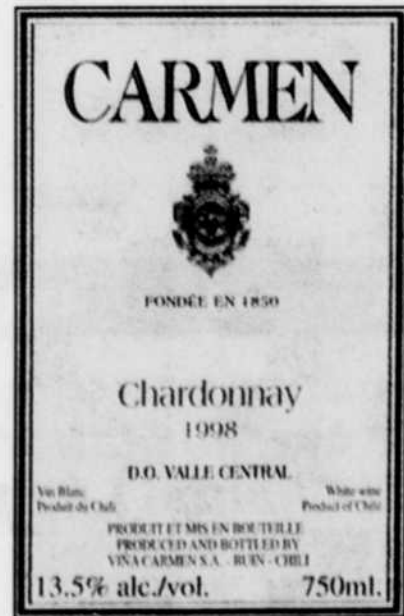 CARMEN
FONDÉE EN 1850
Chardonnay
1998
D.O. VALLE CENTRAL
Vin Blanc
Produit du Chili
White wine
Product of Chile
PRODUIT ET MIS EN BOUTEILLE
PRODUCED AND BOTTLED BY
VIÑA CARMEN S.A. - BUIN - CHILI
13.5% alc./vol.
750ml.